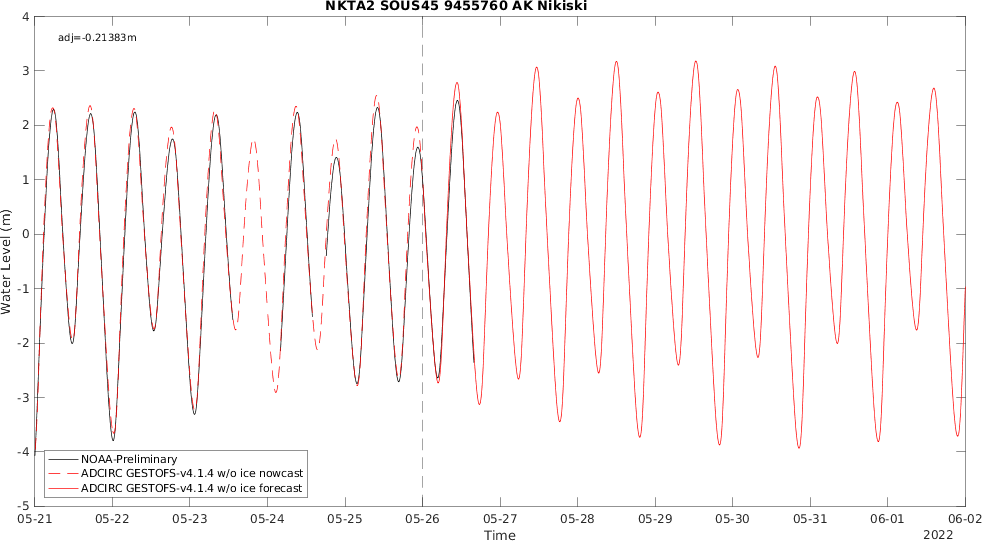 NKTA2 SOUS45 9455760 AK Nikiski
adj=-0.21383m
4
3
2
1
0
-1
-2
-3
-4
-5
Water Level (m)
NOAA-Preliminary
ADCIRC GESTOFS-v4.1.4 w/o ice nowcast
ADCIRC GESTOFS-v4.1.4 w/o ice forecast
05-21 05-22 05-23 05-24 05-25 05-26 05-27 05-28 05-29 05-30 05-31 06-01 06-02
Time
2022